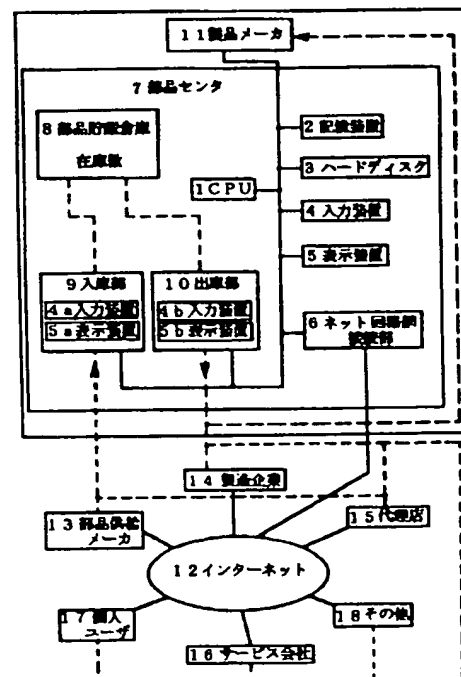 11製品メーカ
7部品センタ
8部品貯蔵倉庫
在庫数
2記憶装置
3ハードディスク
1CPU
4入力装置
5表示装置
9入庫部
4a入力装置
5a表示装置
10出庫部
4b入力装置
5b表示装置
6ネット回路網
接続部
14製造企業
13部品供給
メーカ
15代理店
12インターネット
17個人
ユーザ
18その他
16サービス会社